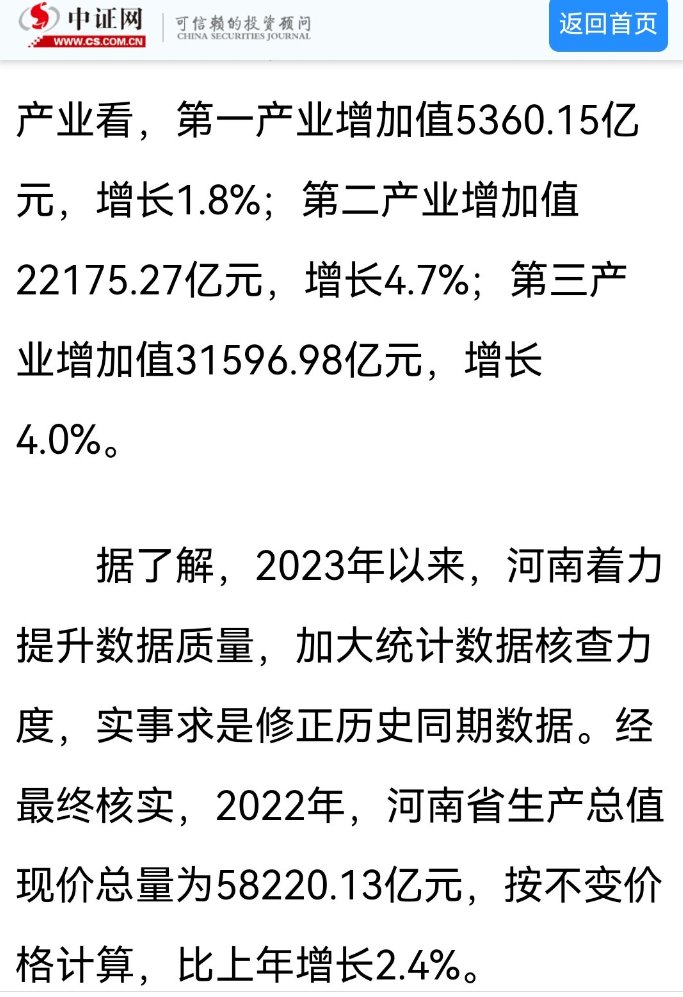 中证网
www.cs.com.cn
可信赖的投资顾问
CHINA SECURITIES JOURNAL
返回首页
产业看，第一产业增加值5360.15亿
元，增长1.8%；第二产业增加值
22175.27亿元，增长4.7%；第三产
业增加值31596.98亿元，增长
4.0%。
据了解，2023年以来，河南着力
提升数据质量，加大统计数据核查力
度，实事求是修正历史同期数据。经
最终核实，2022年，河南省生产总值
现价总量为58220.13亿元，按不变价
格计算，比上年增长2.4%。